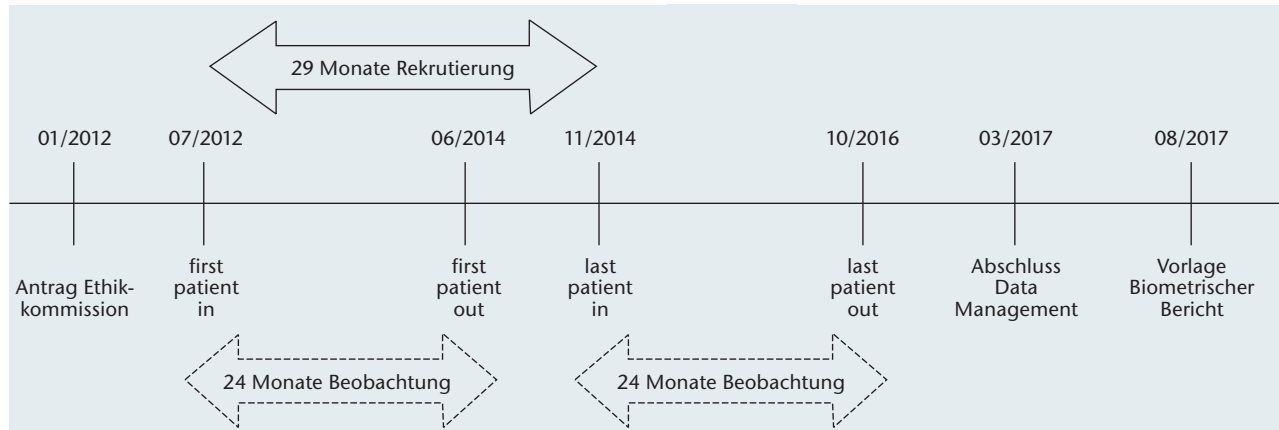 29 Monate Rekrutierung
01/2012
07/2012
06/2014
11/2014
10/2016
03/2017
08/2017
Antrag Ethik-
kommission
first
patient
in
first
patient
out
last
patient
in
last
patient
out
Abschluss
Data
Management
Vorlage
Biometrischer
Bericht
24 Monate Beobachtung
24 Monate Beobachtung